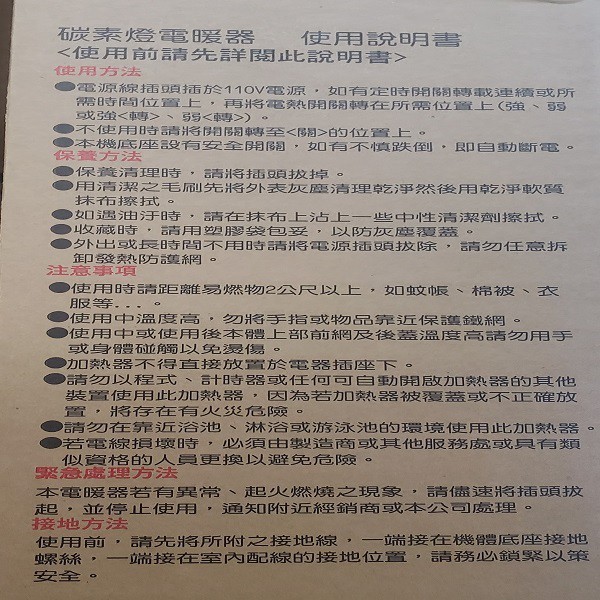 碳素燈電暖器 使用說明書
<使用前請先詳閱此說明書>
使用方法
●電源線插頭插於110V電源，如有定時開關轉載連續或所
需時間位置上，再將電熱開關轉在所需位置上(強、弱
或強<轉>、弱<轉>)。
●不使用時請將開關轉至<關>的位置上。
●本機底座設有安全開關，如有不慎跌倒，即自動斷電。
保養方法
●保養清理時，請將插頭拔掉。
●用清潔之毛刷先將外表灰塵清理乾淨然後用乾淨軟質
抹布擦拭。
●如遇油汙時，請在抹布上沾上一些中性清潔劑擦拭。
●收藏時，請用塑膠袋包妥，以防灰塵覆蓋。
●外出或長時間不用時請將電源插頭拔除，請勿任意拆
卸發熱防護網。
注意事項
●使用時請距離易燃物2公尺以上，如蚊帳、棉被、衣
服等...。
●使用中溫度高，勿將手指或物品靠近保護鐵網。
●使用中或使用後本體上部前網及後蓋溫度高請勿用手
或身體碰觸以免燙傷。
●加熱器不得直接放置於電器插座下。
●請勿以程式、計時器或任何可自動開啟加熱器的其他
裝置使用此加熱器，因為若加熱器被覆蓋或不正確放
置，將存在有火災危險。
●請勿在靠近浴池、淋浴或游泳池的環境使用此加熱器。
●若電線損壞時，必須由製造商或其他服務處或具有類
似資格的人員更換以避免危險。
緊急處理方法
本電暖器若有異常、起火燃燒之現象，請儘速將插頭拔
起，並停止使用，通知附近經銷商或本公司處理。
接地方法
使用前，請先將所附之接地線，一端接在機體底座接地
螺絲，一端接在室內配線的接地位置，請務必鎖緊以策
安全。